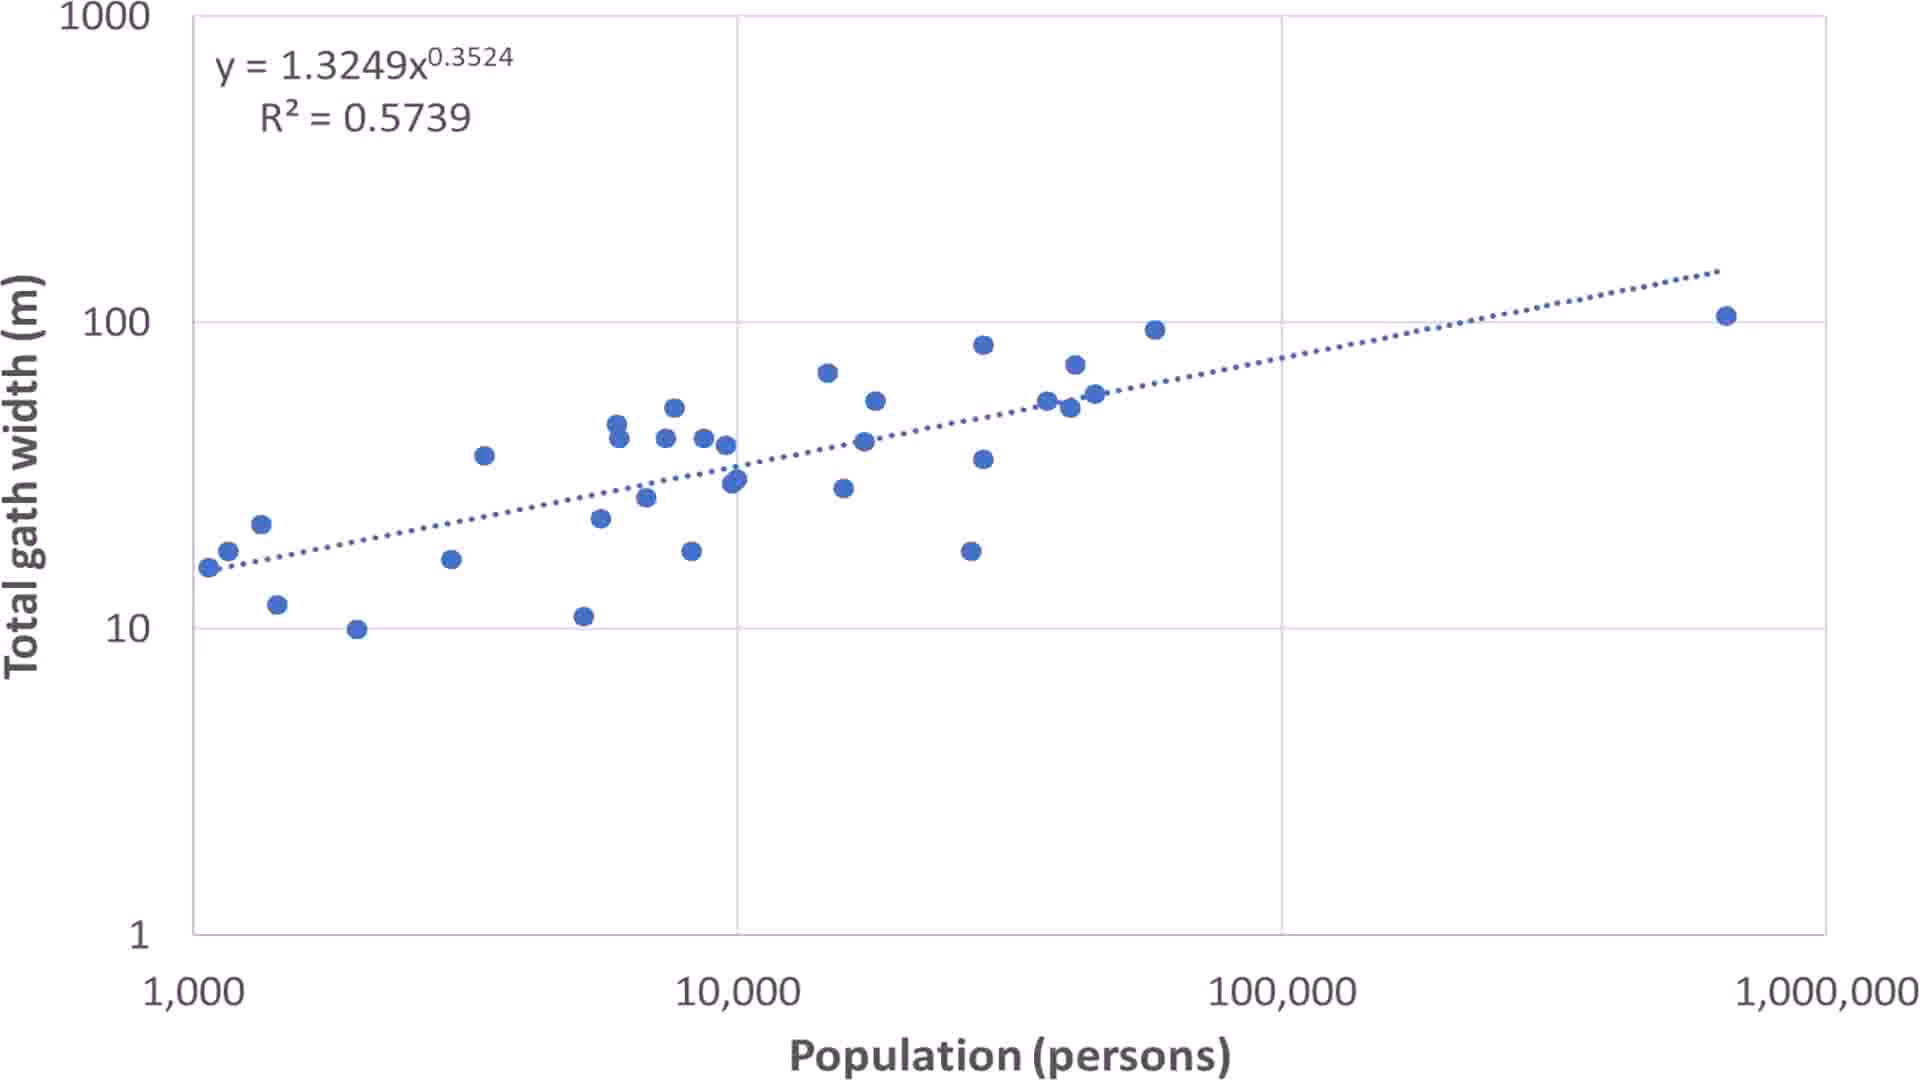 y = 1.3249x^0.3524
R² = 0.5739
1000
100
10
1
Total gath width (m)
1,000
10,000
100,000
1,000,000
Population (persons)